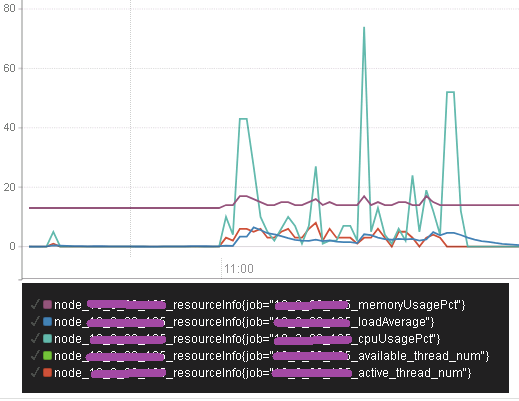 80
60
40
20
0
11:00
node_ _resourceInfo{job=" _memoryUsagePct"}
node_ _resourceInfo{job=" _loadAverage"}
node_ _resourceInfo{job=" _cpuUsagePct"}
node_ _resourceInfo{job=" _available_thread_num"}
node_ _resourceInfo{job=" _active_thread_num"}